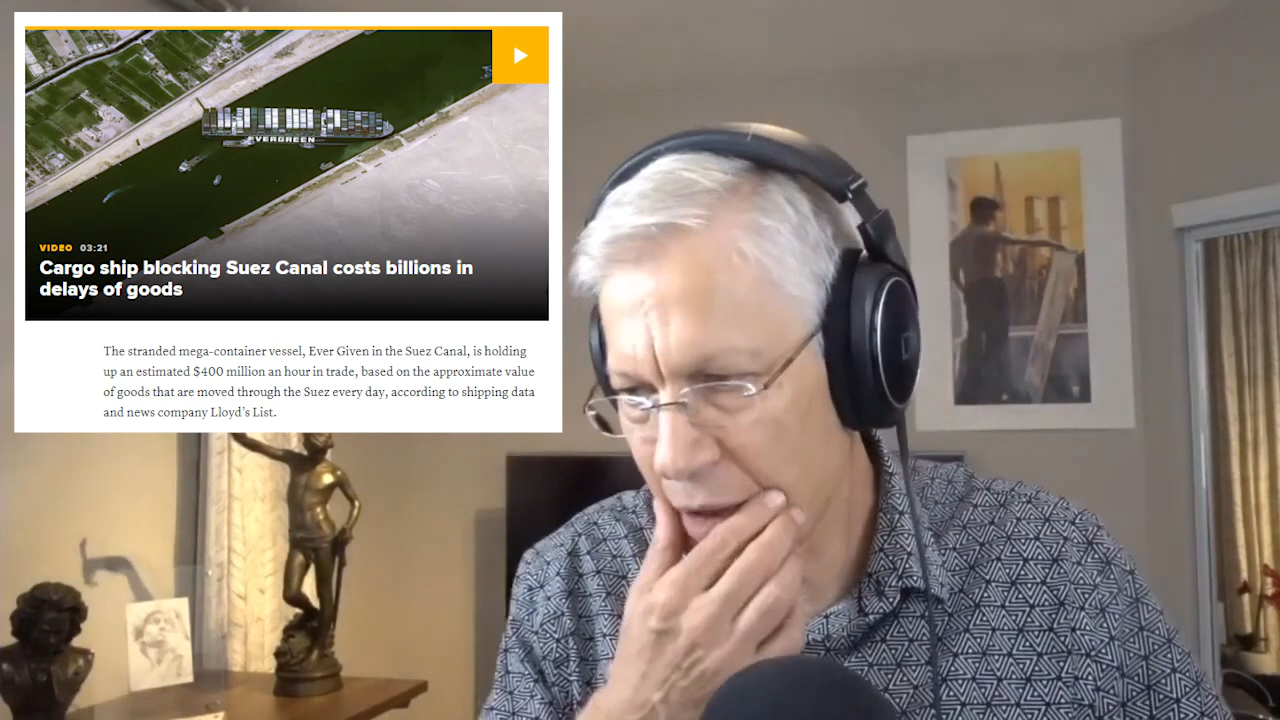 EVERGREEN
VIDEO 03:21
Cargo ship blocking Suez Canal costs billions in
delays of goods
The stranded mega-container vessel, Ever Given in the Suez Canal, is holding
up an estimated $400 million an hour in trade, based on the approximate value
of goods that are moved through the Suez every day, according to shipping data
and news company Lloyd's List.